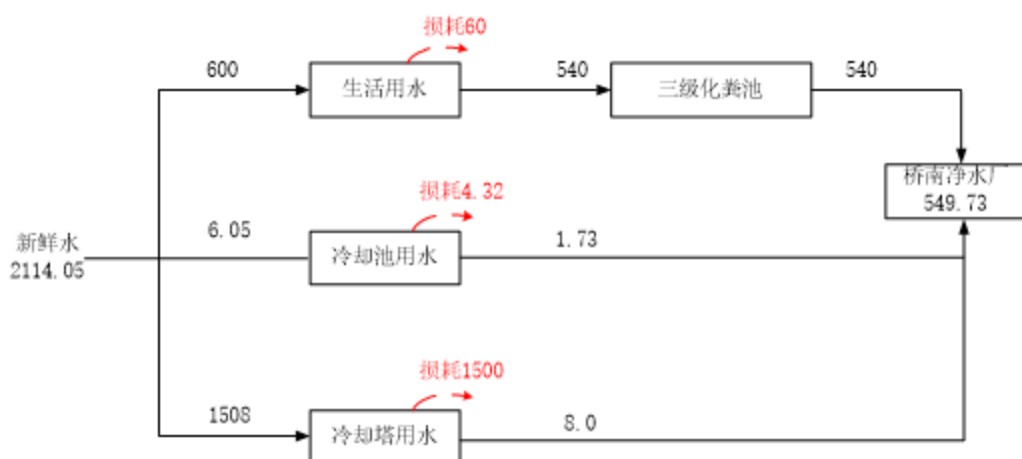 损耗60
600
生活用水
540
三级化粪池
540
桥南净水厂
549.73
损耗4.32
6.05
冷却池用水
1.73
新鲜水
2114.05
损耗1500
1508
冷却塔用水
8.0